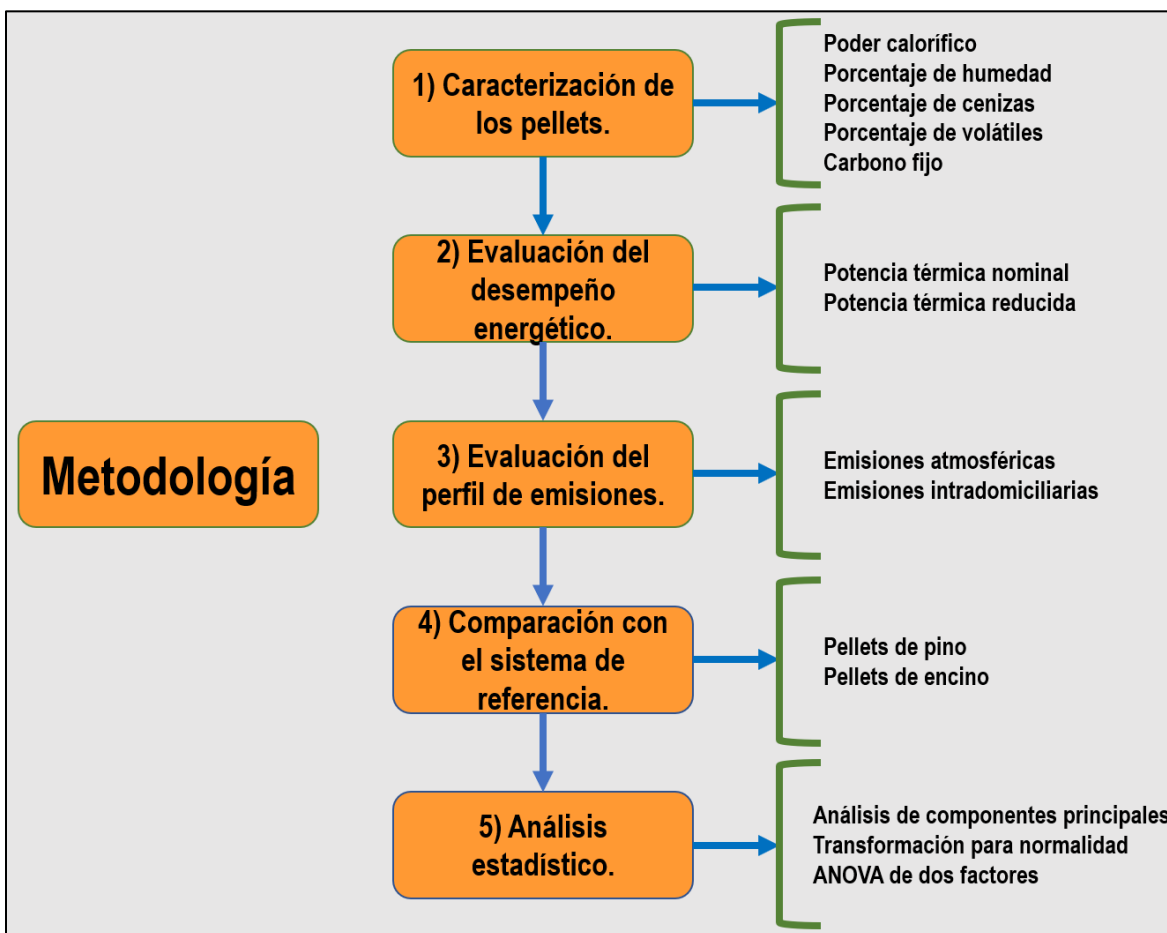 Metodología
1) Caracterización de
los pellets.
Poder calorífico
Porcentaje de humedad
Porcentaje de cenizas
Porcentaje de volátiles
Carbono fijo
2) Evaluación del
desempeño
energético.
Potencia térmica nominal
Potencia térmica reducida
3) Evaluación del
perfil de emisiones.
Emisiones atmosféricas
Emisiones intradomiciliarias
4) Comparación con
el sistema de
referencia.
Pellets de pino
Pellets de encino
5) Análisis
estadístico.
Análisis de componentes principales
Transformación para normalidad
ANOVA de dos factores